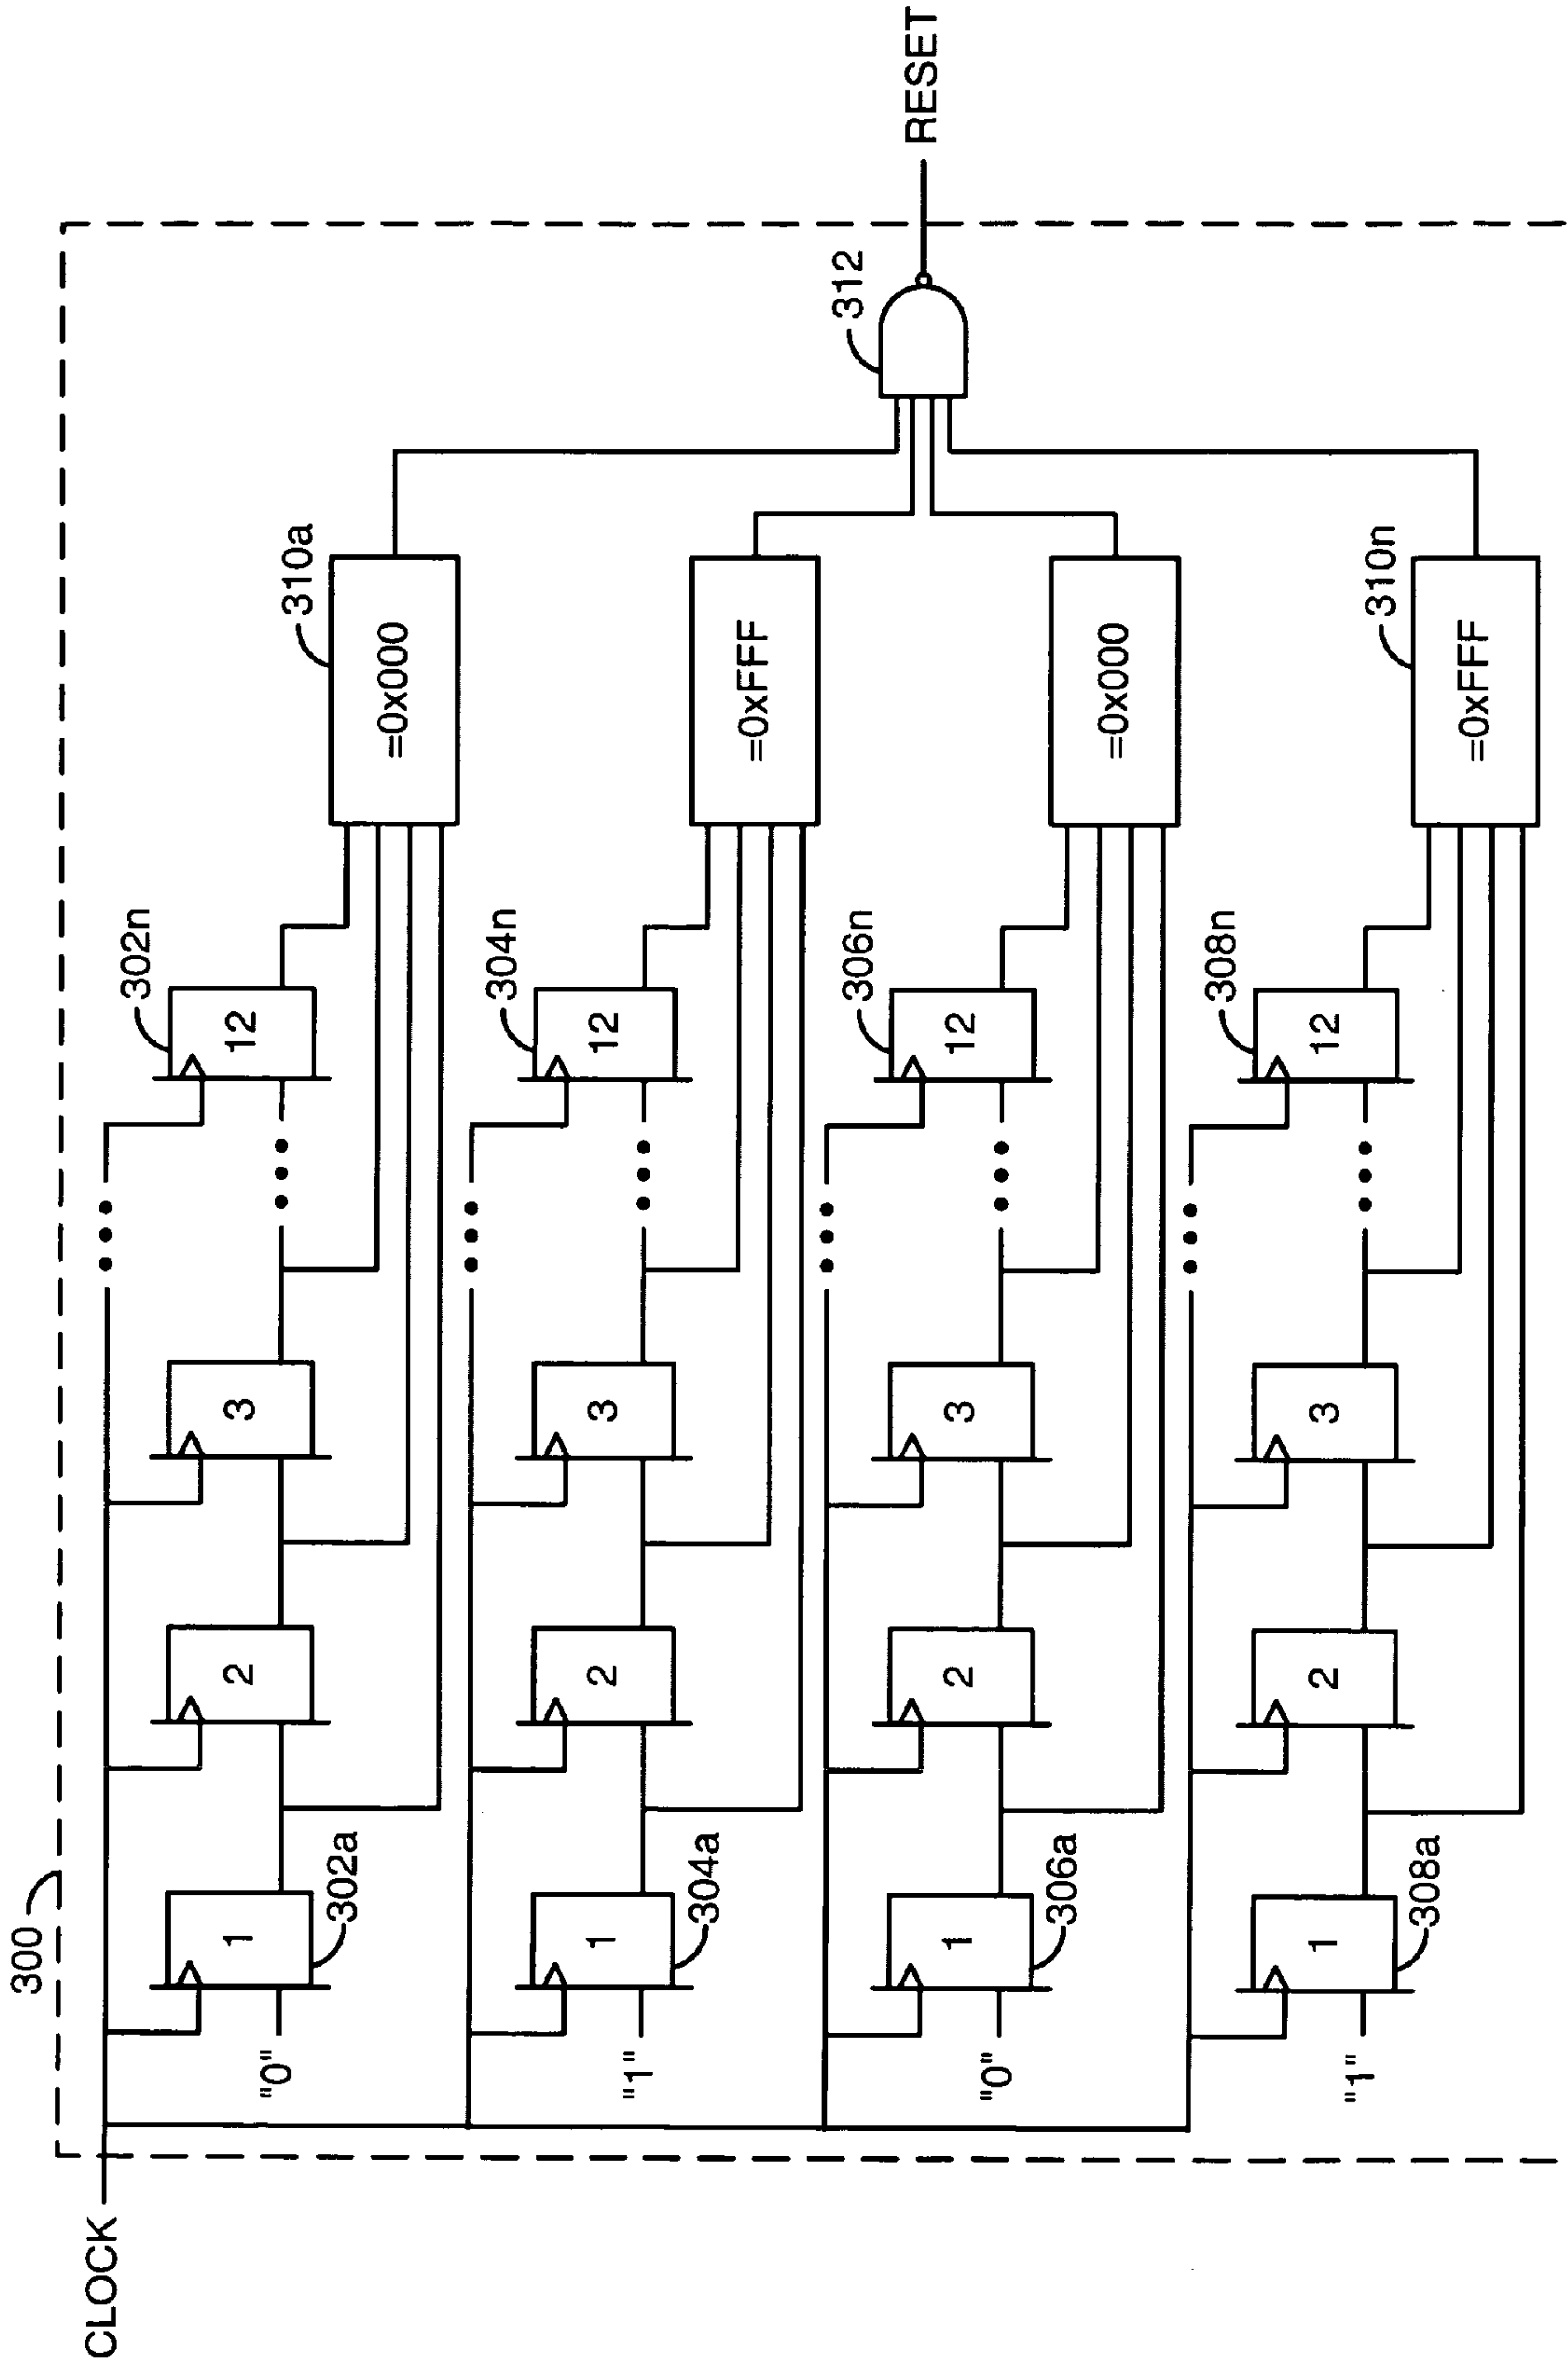 300
CLOCK
RESET
"0"
1
2
3
12
302a
302n
=0x000
310a
"1"
1
2
3
12
304a
304n
=0xFFF
312
"0"
1
2
3
12
306a
306n
=0x000
"1"
1
2
3
12
308a
308n
=0xFFF
310n